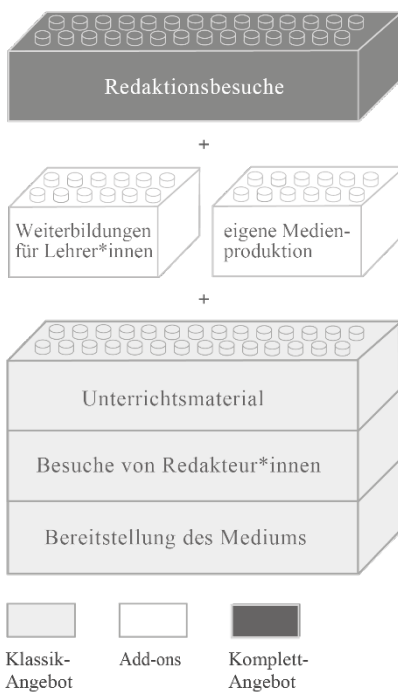 Redaktionsbesuche
+
Weiterbildungen
für Lehrer*innen
eigene Medien-
produktion
+
Unterrichtsmaterial
Besuche von Redakteur*innen
Bereitstellung des Mediums
Klassik-
Angebot
Add-ons
Komplett-
Angebot